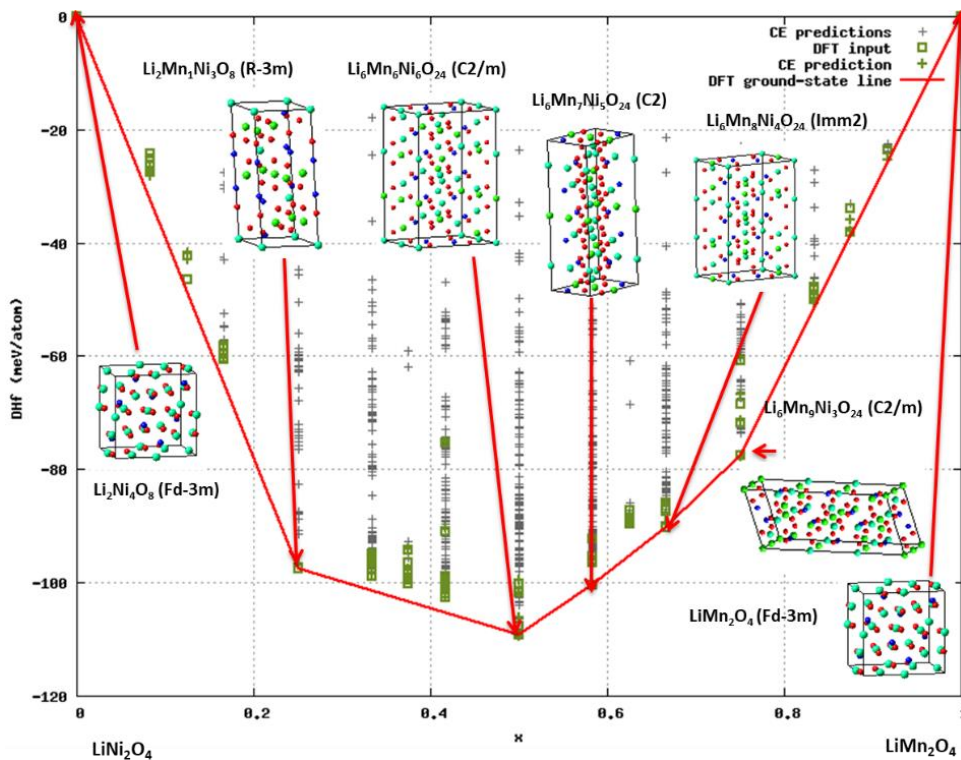 0
-20
-40
-60
-80
-100
-120
DHf (meV/atom)
CE predictions
DFT input
CE prediction
DFT ground-state line
Li₂Mn₁Ni₃O₈ (R-3m)
Li₆Mn₆Ni₆O₂₄ (C2/m)
Li₆Mn₇Ni₅O₂₄ (C2)
Li₆Mn₈Ni₄O₂₄ (Imm2)
Li₆Mn₉Ni₃O₂₄ (C2/m)
Li₂Ni₄O₈ (Fd-3m)
LiMn₂O₄ (Fd-3m)
0 0.2 0.4 0.6 0.8
x
LiNi₂O₄
LiMn₂O₄